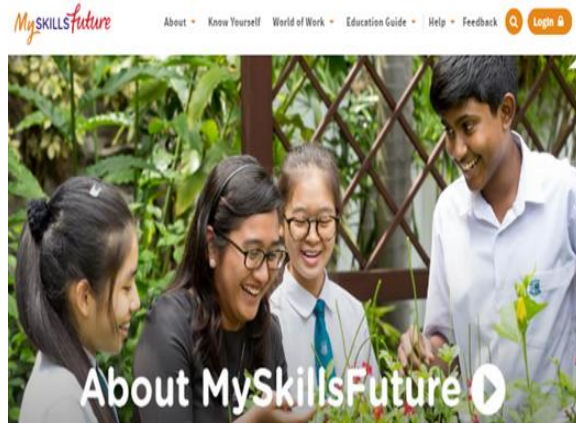 MySKILLSfuture
About Know Yourself World of Work Education Guide Help Feedback Login
About MySkillsFuture